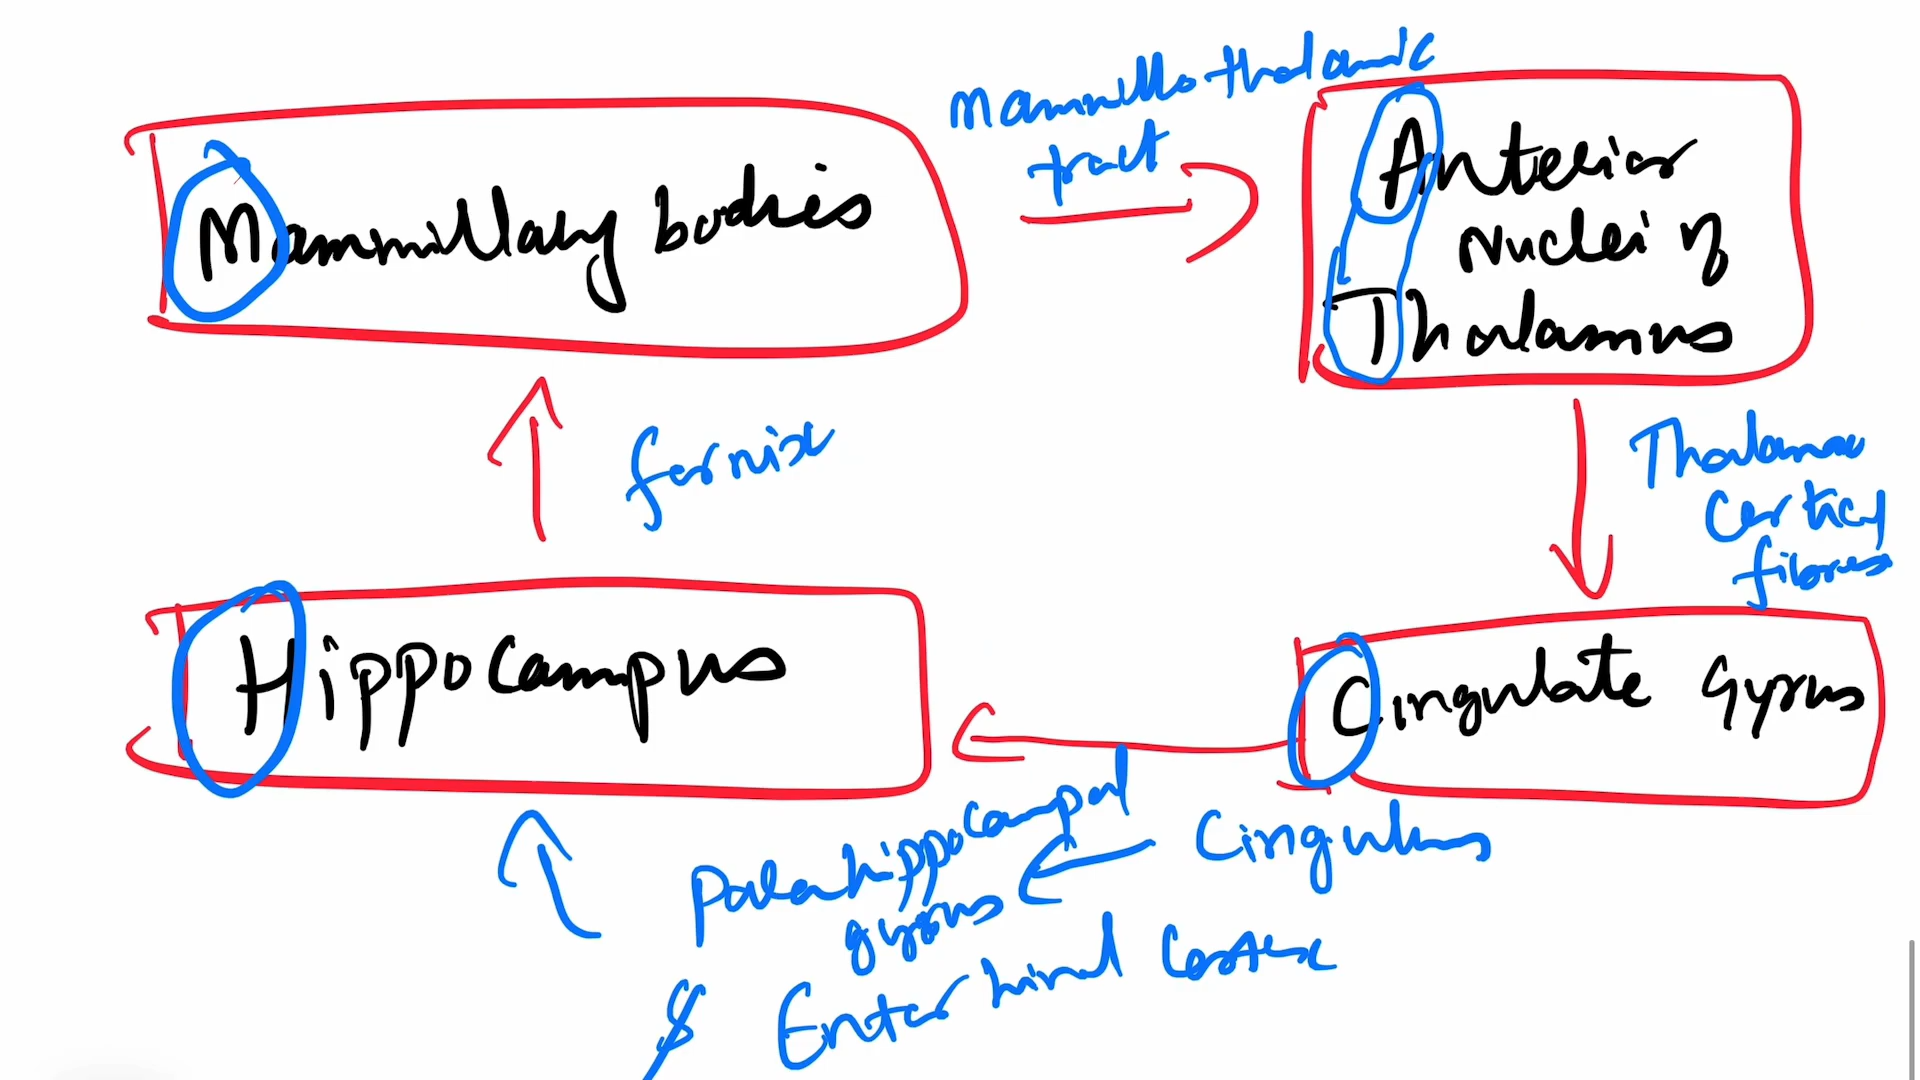 Mammillary bodies
Mammillothalamic
tract
Anterior
nuclei of
Thalamus
fornix
Thalamo
cortical
fibres
Hippocampus
Cingulate Gyrus
Parahippocampal
gyrus
Cingulum
Entorhinal Cortex